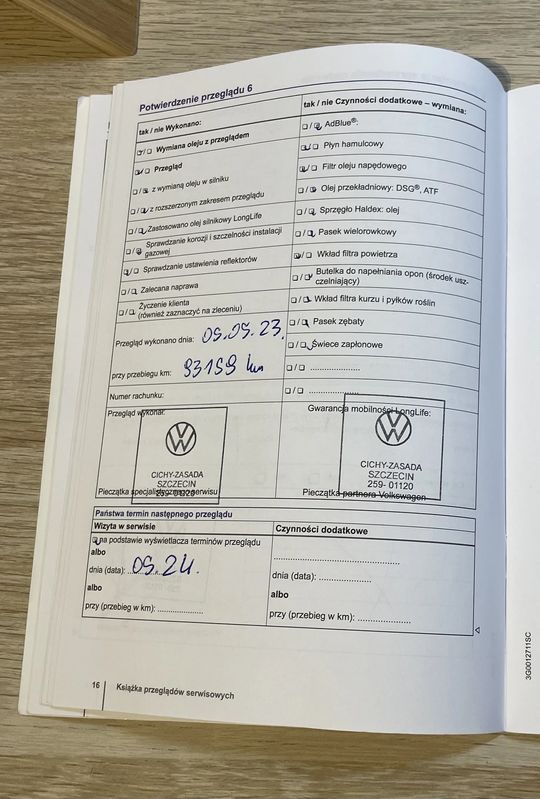 Potwierdzenie przeglądu 6
tak / nie Wykonano:
▢/▢ Wymiana oleju z przeglądem
▢/▢ Przegląd
▢/▢ z wymianą oleju w silniku
▢/▢ z rozszerzonym zakresem przeglądu
▢/▢ Zastosowano olej silnikowy LongLife
▢/▢ Sprawdzanie korozji i szczelności instalacji
gazowej
▢/▢ Sprawdzanie ustawienia reflektorów
▢/▢ Zalecana naprawa
▢/▢ Życzenie klienta
(również zaznaczyć na zleceniu)
Przegląd wykonano dnia: 09.05.23.
przy przebiegu km: 93159 km
Numer rachunku:
Przegląd wykonał:
VW
CICHY-ZASADA
SZCZECIN
259-01120
Pieczątka specjalistycznego serwisu
tak / nie Czynności dodatkowe – wymiana:
▢/▢ AdBlue®:
▢/▢ Płyn hamulcowy
▢/▢ Filtr oleju napędowego
▢/▢ Olej przekładniowy: DSG®, ATF
▢/▢ Sprzęgło Haldex: olej
▢/▢ Pasek wielorowkowy
▢/▢ Wkład filtra powietrza
▢/▢ Butelka do napełniania opon (środek usz-
czelniający)
▢/▢ Wkład filtra kurzu i pyłków roślin
▢/▢ Pasek zębaty
▢/▢ Świece zapłonowe
▢/▢ .....................
▢/▢ .....................
Gwarancja mobilności LongLife:
VW
CICHY-ZASADA
SZCZECIN
259- 01120
Pieczątka partnera Volkswagen
Państwa termin następnego przeglądu
Wizyta w serwisie
▢ na podstawie wyświetlacza terminów przeglądu
albo
dnia (data): 05.24.
albo
przy (przebieg w km): ..................
Czynności dodatkowe
..................................................
dnia (data): .....................
albo
przy (przebieg w km): .....................
16 Książka przeglądów serwisowych
3G0012711SC